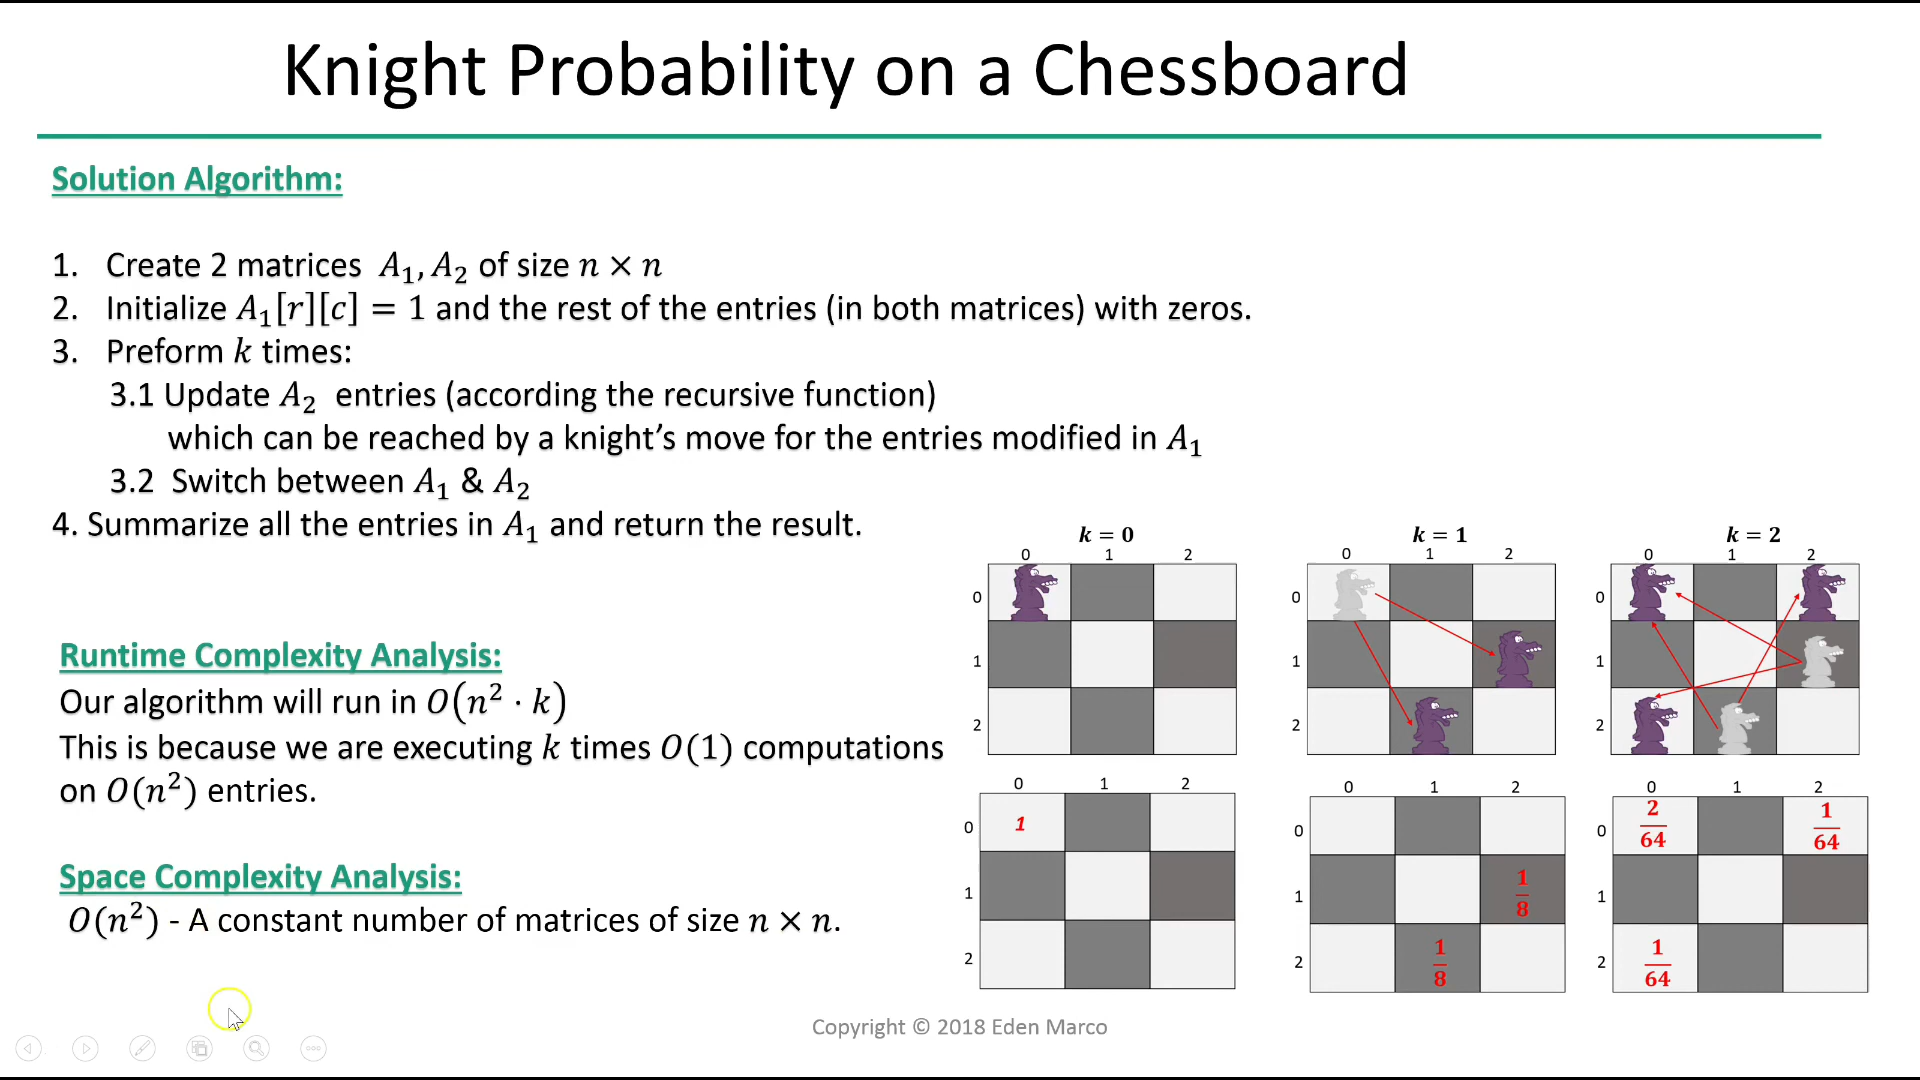 Knight Probability on a Chessboard
Solution Algorithm:
1. Create 2 matrices A₁, A₂ of size n × n
2. Initialize A₁[r][c] = 1 and the rest of the entries (in both matrices) with zeros.
3. Preform k times:
3.1 Update A₂ entries (according the recursive function)
which can be reached by a knight's move for the entries modified in A₁
3.2 Switch between A₁ & A₂
4. Summarize all the entries in A₁ and return the result.
Runtime Complexity Analysis:
Our algorithm will run in O(n² · k)
This is because we are executing k times O(1) computations
on O(n²) entries.
Space Complexity Analysis:
O(n²) - A constant number of matrices of size n × n.
k = 0
0 1 2
0
1
2
k = 1
0 1 2
0
1
2
k = 2
0 1 2
0
1
2
0 1 2
0 1
1
2
0 1 2
0
1 1/8
2 1/8
0 1 2
0 2/64 1/64
1
2 1/64
Copyright © 2018 Eden Marco